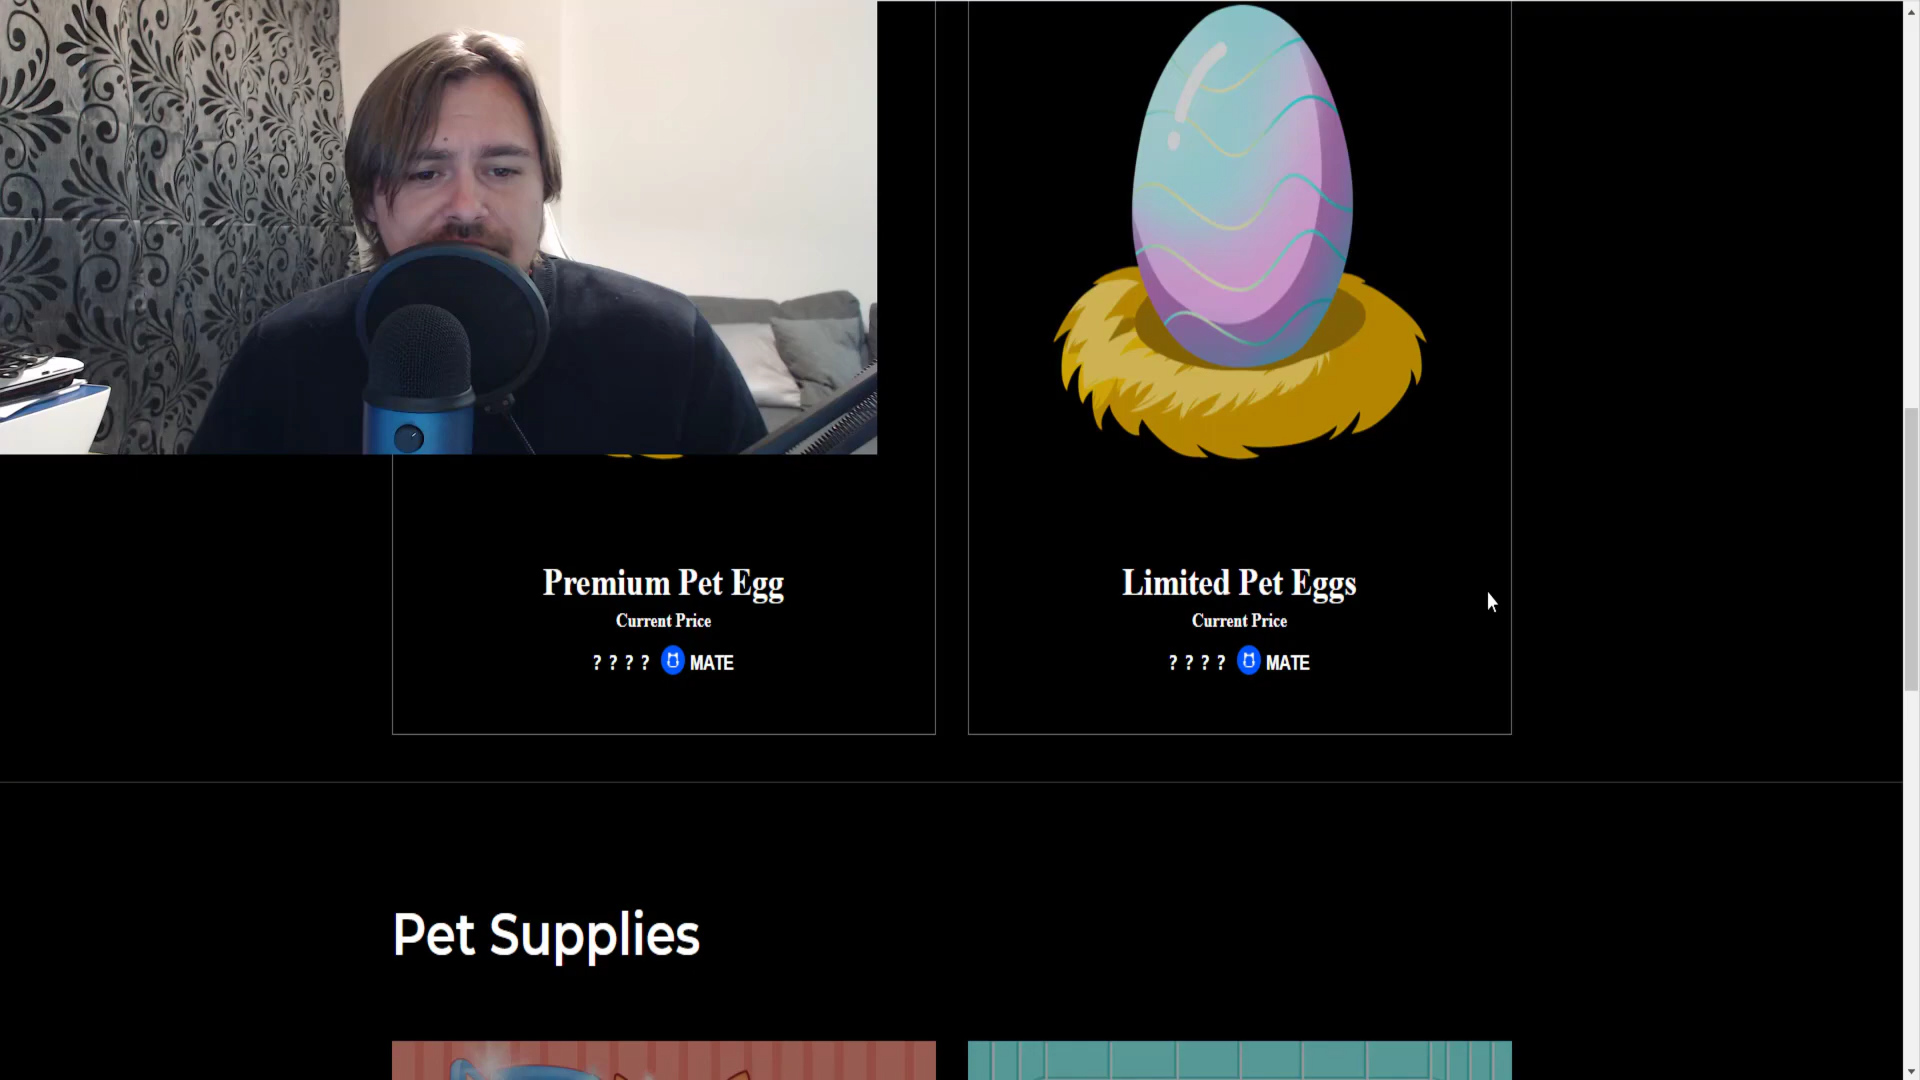 Premium Pet Egg
Current Price
? ? ? ? MATE
Limited Pet Eggs
Current Price
? ? ? ? MATE
Pet Supplies